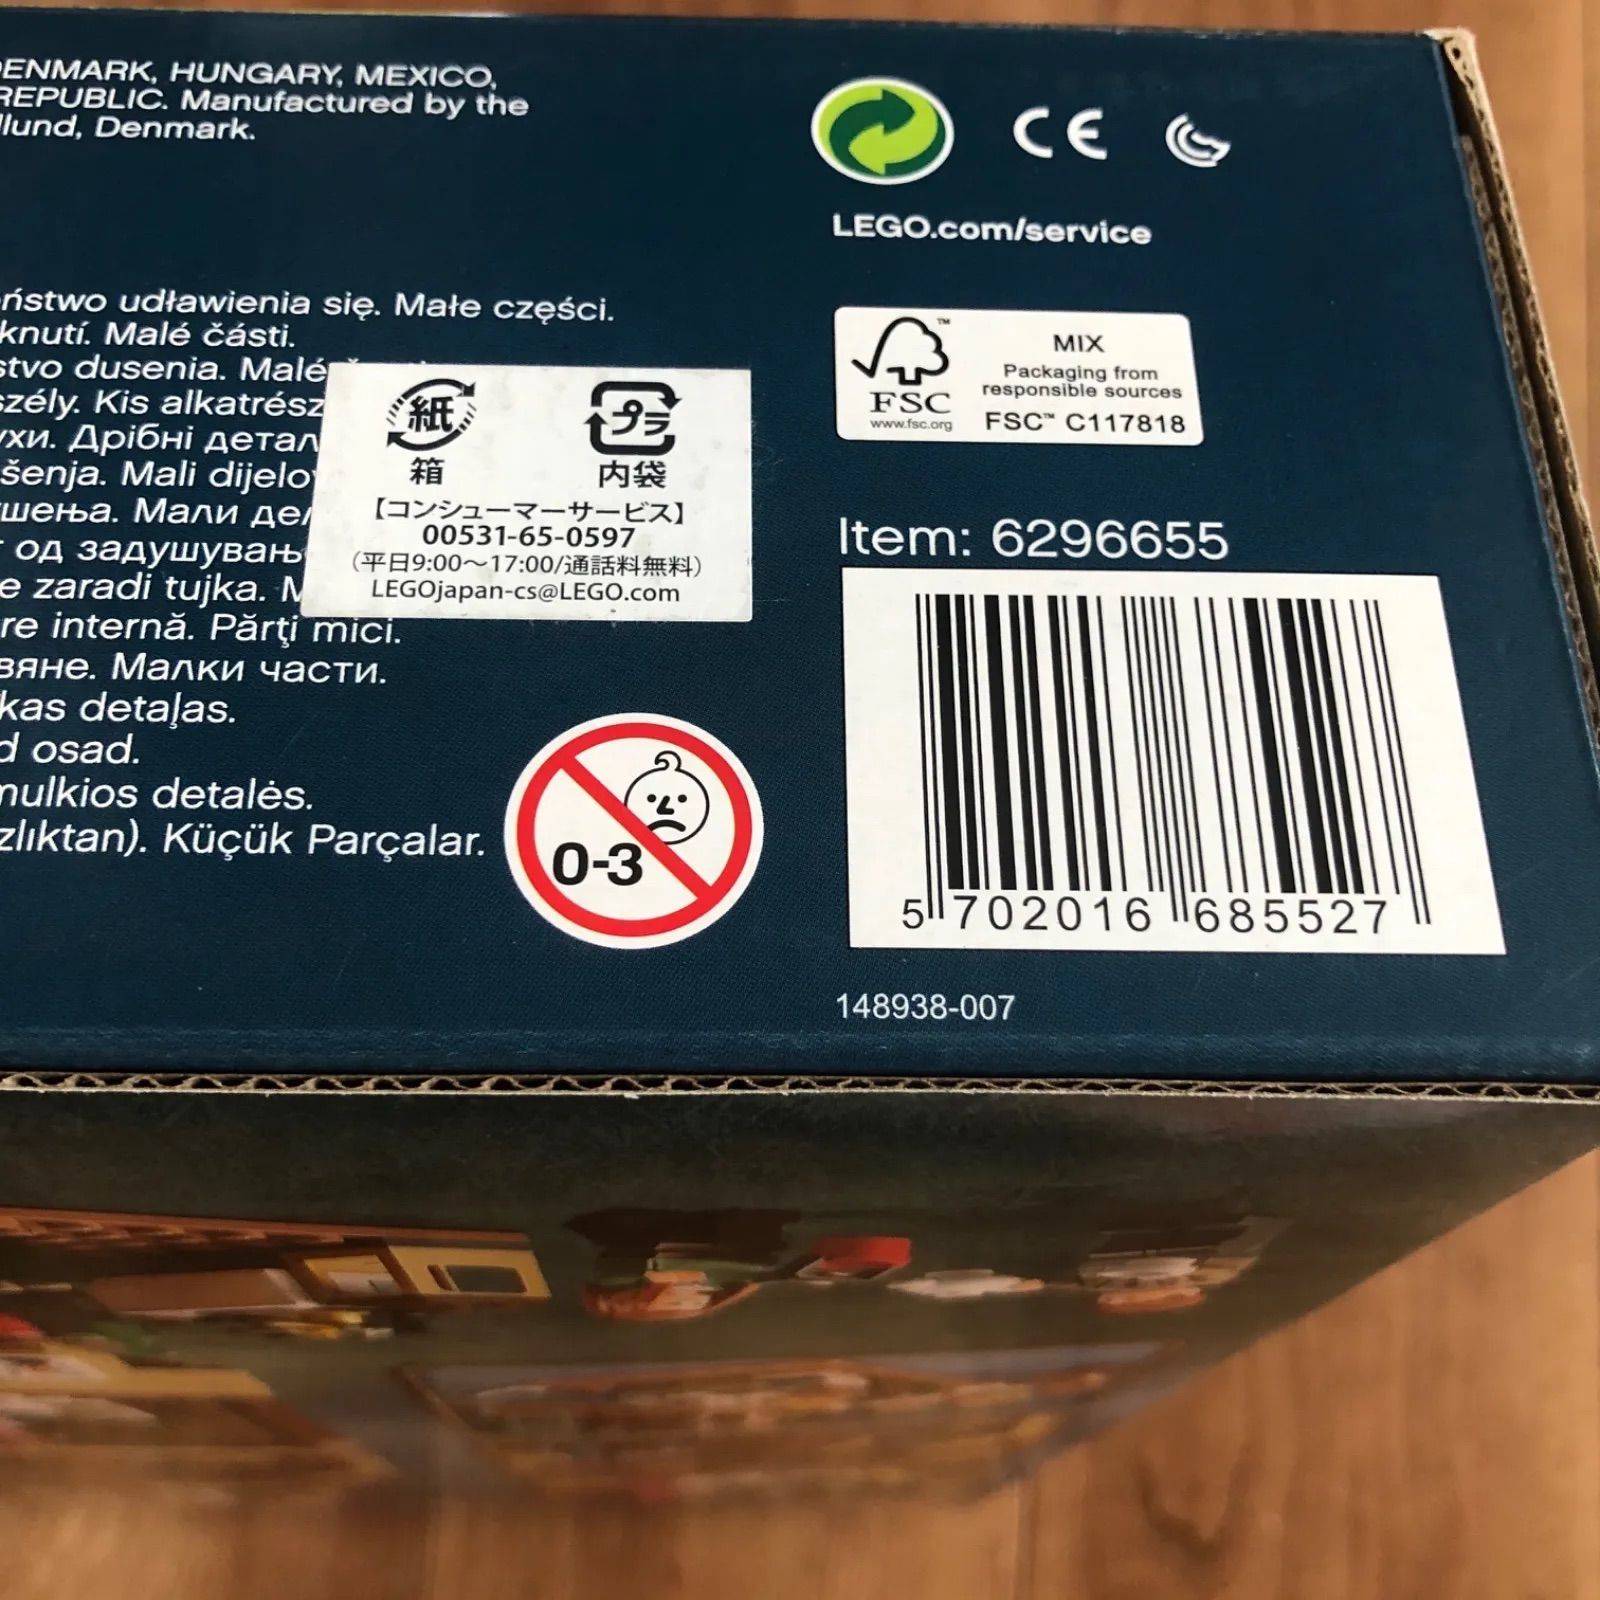 DENMARK, HUNGARY, MEXICO,
REPUBLIC. Manufactured by the
lund, Denmark.
CE
LEGO.com/service
ństwo udławienia się. Małe części.
knutí. Malé části.
stvo dusenia. Malé
szély. Kis alkatrész
ухи. Дрібні детал
šenja. Mali dijelo
шења. Мали де
од задушувањ
e zaradi tujka. M
re internă. Părţi mici.
вяне. Малки части.
kas detaļas.
d osad.
mulkios detalės.
zlıktan). Küçük Parçalar.
紙 プラ
箱 内袋
【コンシューマーサービス】
00531-65-0597
（平日9:00～17:00/通話料無料）
LEGOjapan-cs@LEGO.com
0-3
FSC
™
www.fsc.org
MIX
Packaging from
responsible sources
FSC™ C117818
Item: 6296655
5 702016 685527
148938-007